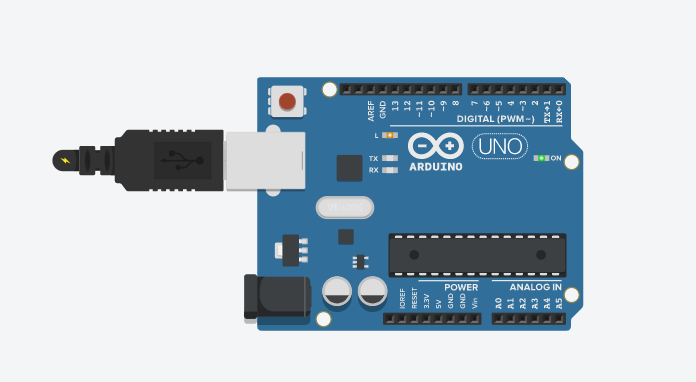 AREF
GND
13
12
~11
~10
~9
8
7
~6
~5
4
~3
2
TX→1
RX←0
DIGITAL (PWM~)
L
TX
RX
ARDUINO
UNO
ON
POWER
ANALOG IN
IOREF
RESET
3.3V
5V
GND
GND
Vin
A0
A1
A2
A3
A4
A5